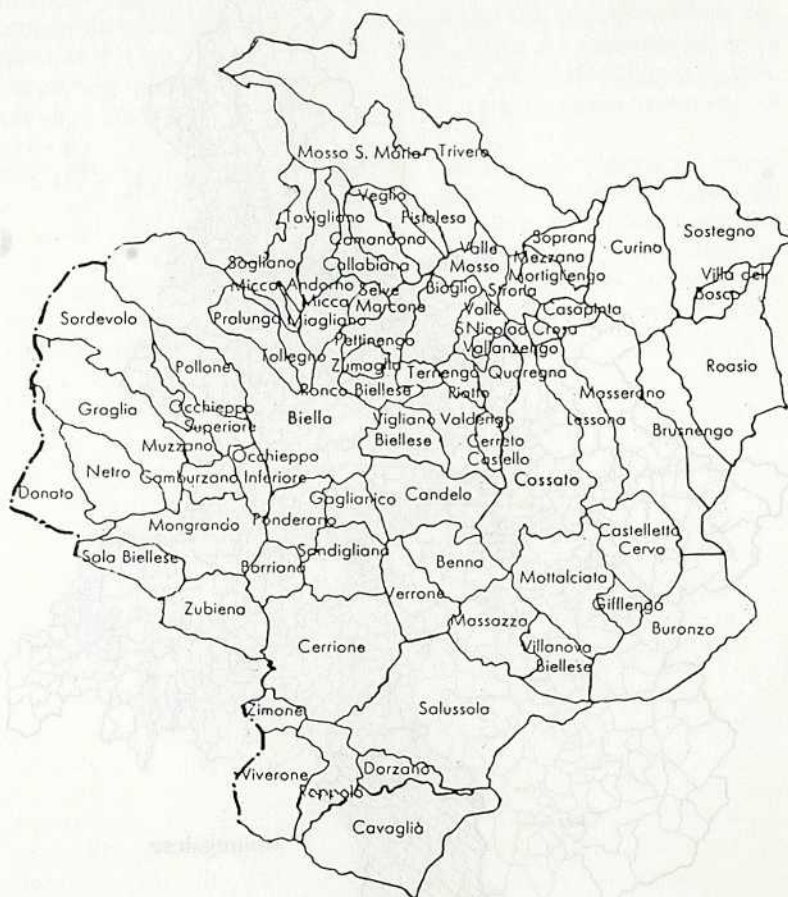 Mosso S. Maria
Trivero
Veglio
Tavigliano
Pistolesa
Camandona
Callabiana
Valle
Mosso
Soprana
Mezzana
Mortigliengo
Curino
Sostegno
Villa del
Bosco
Sagliano
Micca
Andorno
Micca
Selve
Marcone
Bioglio
Strona
Casapinta
Sordevolo
Pralungo
Miagliano
Valle
S.Nicolao
Crosa
Pettinengo
Vallanzengo
Pollone
Tollegno
Zumaglia
Ternengo
Quaregna
Masserano
Roasio
Ronco Biellese
Piatto
Graglia
Occhieppo
Superiore
Biella
Vigliano
Biellese
Valdengo
Lessona
Brusnengo
Muzzano
Cerreto
Castello
Netro
Camburzano
Occhieppo
Inferiore
Cossato
Donato
Gaglianico
Candelo
Mongrando
Ponderano
Castelletto
Cervo
Sala Biellese
Borriana
Sandigliano
Benna
Mottalciata
Zubiena
Verrone
Gifflenga
Massazza
Buronzo
Cerrione
Villanova
Biellese
Zimone
Salussola
Viverone
Dorzano
Roppolo
Cavaglià